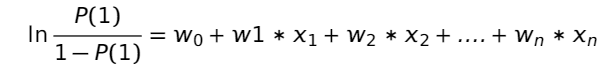 ln P(1) / 1 − P(1) = w₀ + w1 * x₁ + w₂ * x₂ + .... + wₙ * xₙ